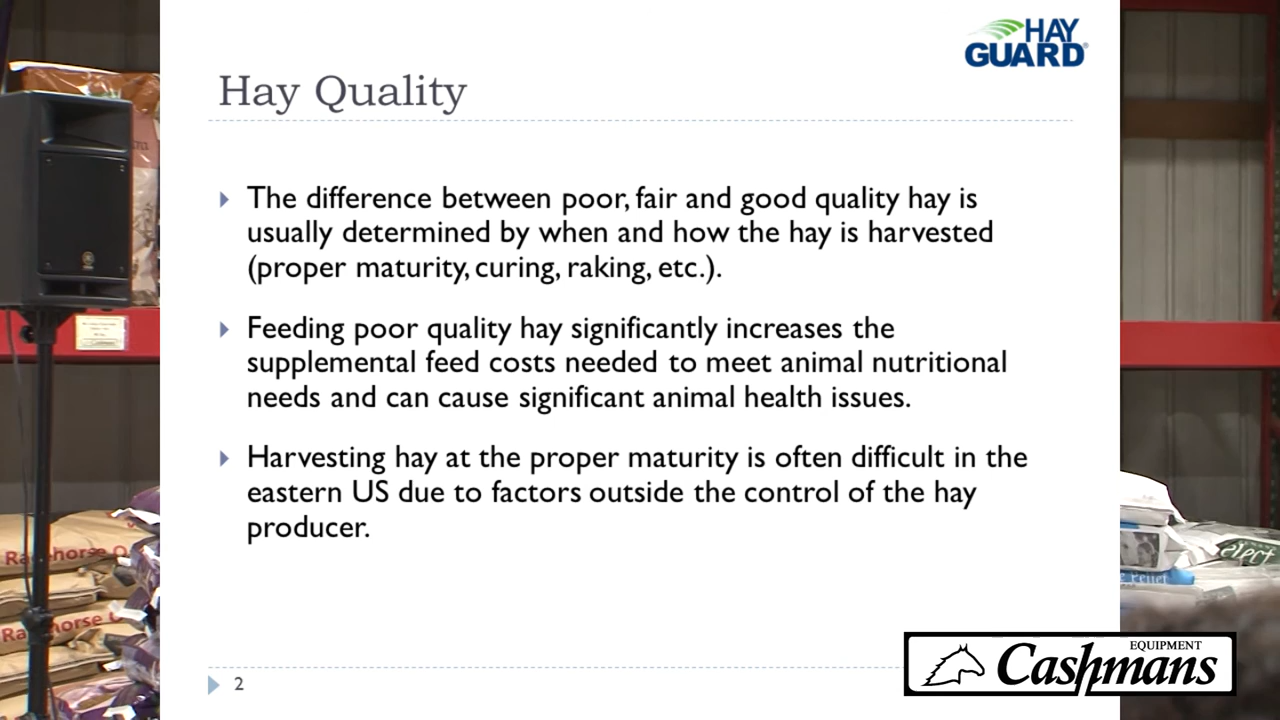 HAY
GUARD®
Hay Quality
The difference between poor, fair and good quality hay is
usually determined by when and how the hay is harvested
(proper maturity, curing, raking, etc.).
Feeding poor quality hay significantly increases the
supplemental feed costs needed to meet animal nutritional
needs and can cause significant animal health issues.
Harvesting hay at the proper maturity is often difficult in the
eastern US due to factors outside the control of the hay
producer.
2
EQUIPMENT
Cashmans
Racehorse O
Racehorse O
elect
pellet